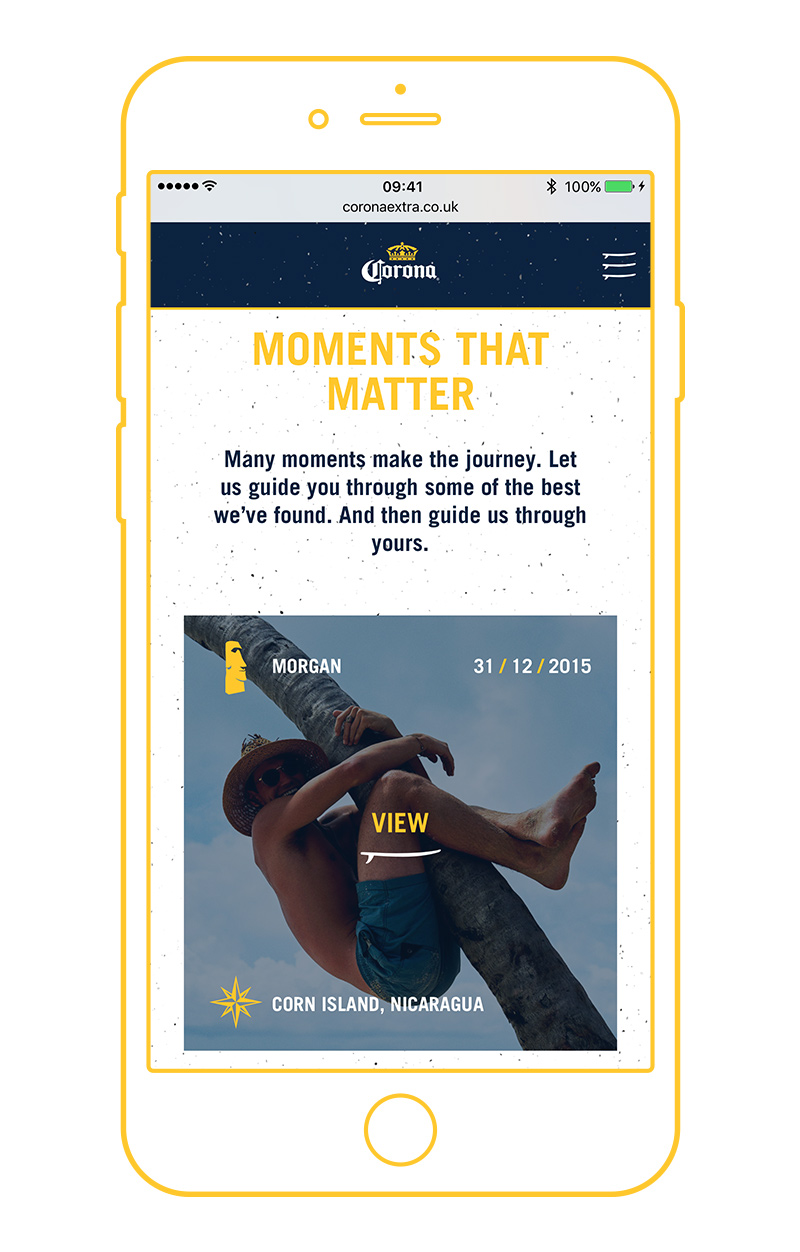 09:41
100%
coronaextra.co.uk
Corona
MOMENTS THAT
MATTER
Many moments make the journey. Let
us guide you through some of the best
we’ve found. And then guide us through
yours.
MORGAN
31 / 12 / 2015
VIEW
CORN ISLAND, NICARAGUA